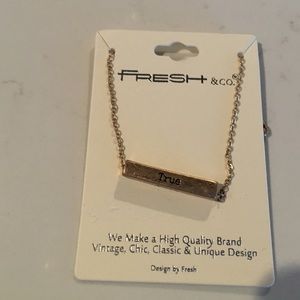 FRESH & CO.
True
We Make a High Quality Brand
Vintage, Chic, Classic & Unique Design
Design by Fresh